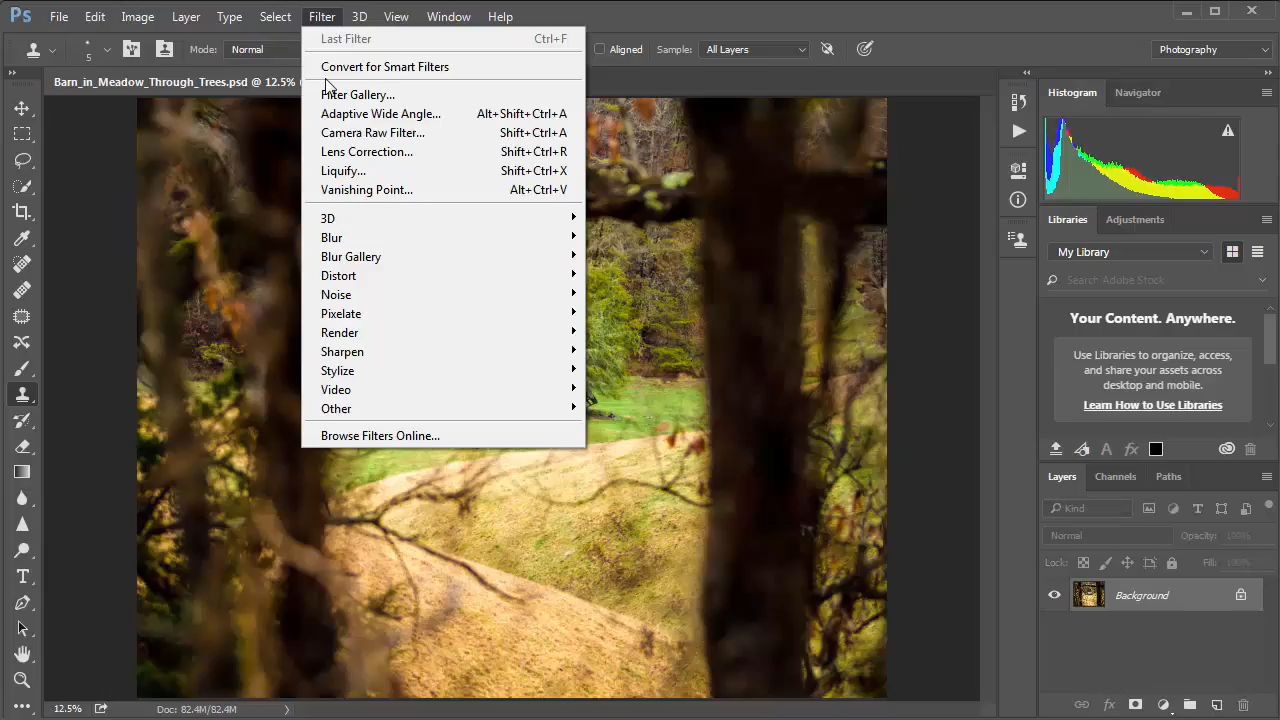 Ps File Edit Image Layer Type Select Filter 3D View Window Help
5 Mode: Normal Aligned Sample: All Layers Photography
Barn_in_Meadow_Through_Trees.psd @ 12.5% (
Last Filter Ctrl+F
Convert for Smart Filters
Filter Gallery...
Adaptive Wide Angle... Alt+Shift+Ctrl+A
Camera Raw Filter... Shift+Ctrl+A
Lens Correction... Shift+Ctrl+R
Liquify... Shift+Ctrl+X
Vanishing Point... Alt+Ctrl+V
3D
Blur
Blur Gallery
Distort
Noise
Pixelate
Render
Sharpen
Stylize
Video
Other
Browse Filters Online...
Histogram Navigator
Libraries Adjustments
My Library
Search Adobe Stock
Your Content. Anywhere.
Use Libraries to organize, access,
and share your assets across
desktop and mobile.
Learn How to Use Libraries
Layers Channels Paths
Kind
Normal Opacity: 100%
Lock: Fill: 100%
Background
12.5% Doc: 82.4M/82.4M